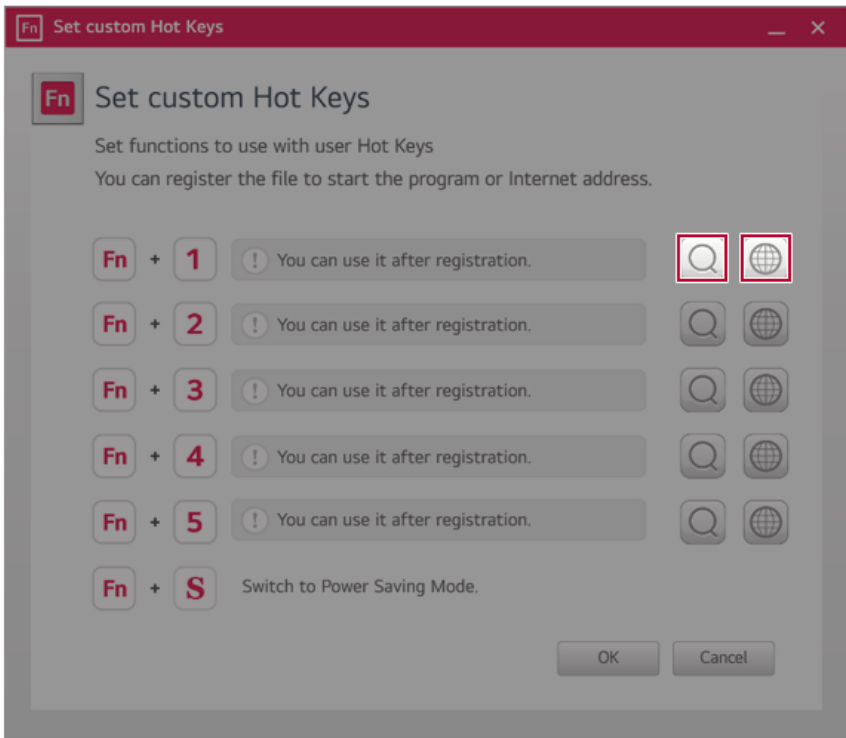 Fn Set custom Hot Keys
Fn Set custom Hot Keys
Set functions to use with user Hot Keys
You can register the file to start the program or Internet address.
Fn + 1 ! You can use it after registration.
Fn + 2 ! You can use it after registration.
Fn + 3 ! You can use it after registration.
Fn + 4 ! You can use it after registration.
Fn + 5 ! You can use it after registration.
Fn + S Switch to Power Saving Mode.
OK Cancel